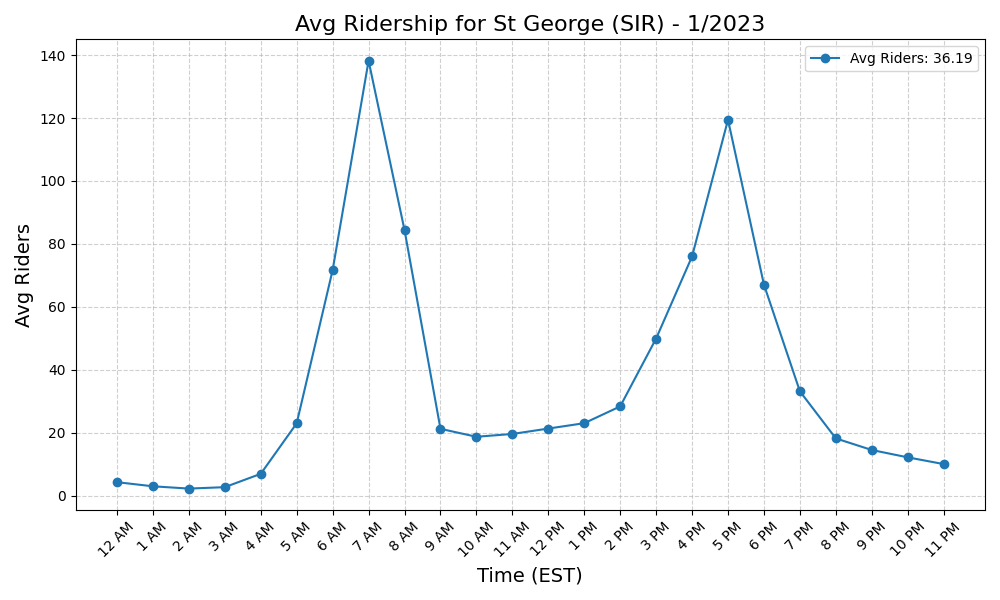 Avg Ridership for St George (SIR) - 1/2023
Avg Riders: 36.19
Avg Riders
140
120
100
80
60
40
20
0
12 AM
1 AM
2 AM
3 AM
4 AM
5 AM
6 AM
7 AM
8 AM
9 AM
10 AM
11 AM
12 PM
1 PM
2 PM
3 PM
4 PM
5 PM
6 PM
7 PM
8 PM
9 PM
10 PM
11 PM
Time (EST)